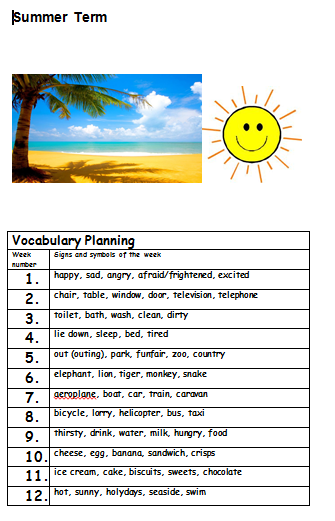 Summer Term
Vocabulary Planning
Week number Signs and symbols of the week
1. happy, sad, angry, afraid/frightened, excited
2. chair, table, window, door, television, telephone
3. toilet, bath, wash, clean, dirty
4. lie down, sleep, bed, tired
5. out (outing), park, funfair, zoo, country
6. elephant, lion, tiger, monkey, snake
7. aeroplane, boat, car, train, caravan
8. bicycle, lorry, helicopter, bus, taxi
9. thirsty, drink, water, milk, hungry, food
10. cheese, egg, banana, sandwich, crisps
11. ice cream, cake, biscuits, sweets, chocolate
12. hot, sunny, holydays, seaside, swim